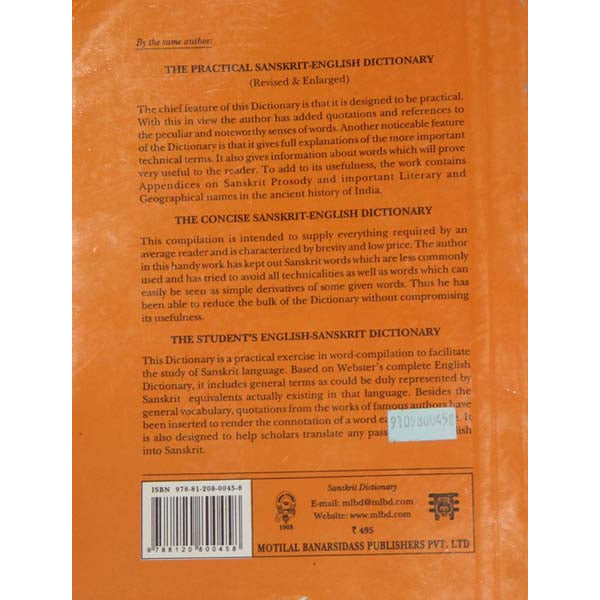 By the same author:
THE PRACTICAL SANSKRIT-ENGLISH DICTIONARY
(Revised & Enlarged)
The chief feature of this Dictionary is that it is designed to be practical.
With this in view the author has added quotations and references to
the peculiar and noteworthy senses of words. Another noticeable feature
of the Dictionary is that it gives full explanations of the more important
technical terms. It also gives information about words which will prove
very useful to the reader. To add to its usefulness, the work contains
Appendices on Sanskrit Prosody and important Literary and
Geographical names in the ancient history of India.
THE CONCISE SANSKRIT-ENGLISH DICTIONARY
This compilation is intended to supply everything required by an
average reader and is characterized by brevity and low price. The author
in this handy work has kept out Sanskrit words which are less commonly
used and has tried to avoid all technicalities as well as words which can
easily be seen as simple derivatives of some given words. Thus he has
been able to reduce the bulk of the Dictionary without compromising
its usefulness.
THE STUDENT'S ENGLISH-SANSKRIT DICTIONARY
This Dictionary is a practical exercise in word-compilation to facilitate
the study of Sanskrit language. Based on Webster's complete English
Dictionary, it includes general terms as could be duly represented by
Sanskrit equivalents actually existing in that language. Besides the
general vocabulary, quotations from the works of famous authors have
been inserted to render the connotation of a word It
is also designed to help scholars translate any
into Sanskrit.
9109800458
ISBN 978-81-208-0045-8
9788120800458
1903
Sanskrit Dictionary
E-mail: mlbd@mlbd.com
Website: www.mlbd.com
₹ 495
MOTILAL BANARSIDASS PUBLISHERS PVT. LTD